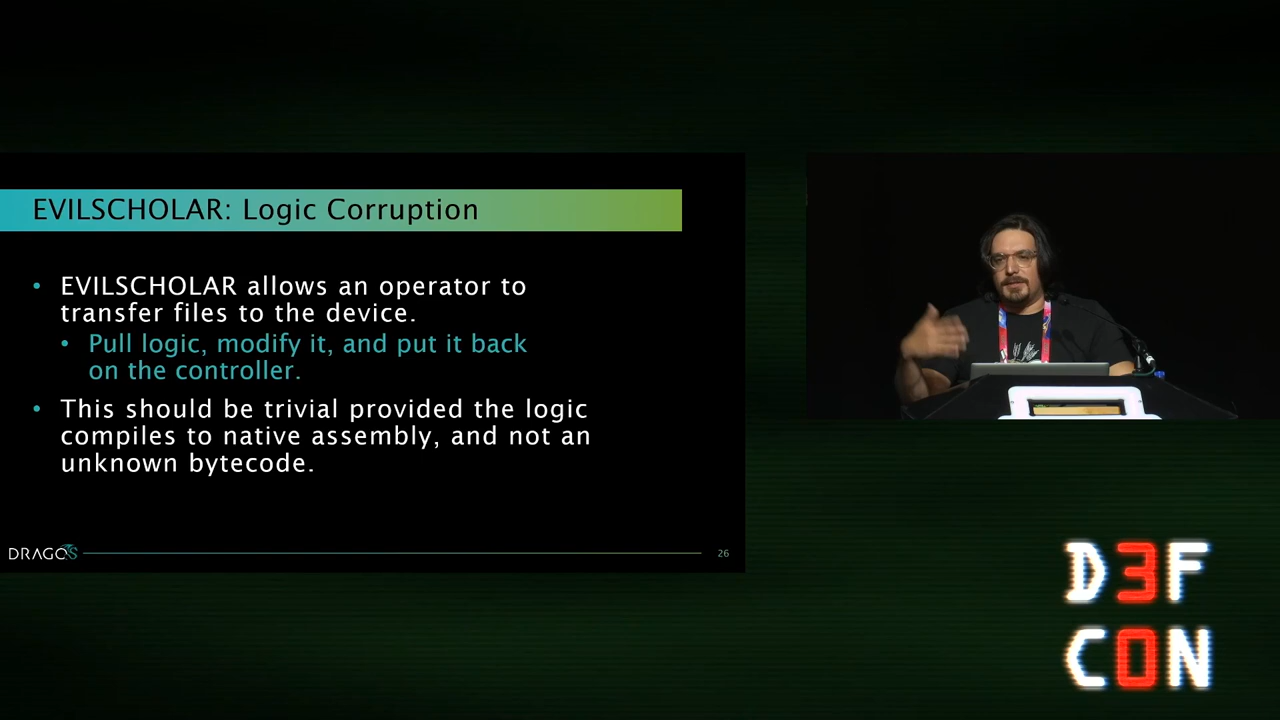 EVILSCHOLAR: Logic Corruption
• EVILSCHOLAR allows an operator to
transfer files to the device.
• Pull logic, modify it, and put it back
on the controller.
• This should be trivial provided the logic
compiles to native assembly, and not an
unknown bytecode.
DRAGOS
26
D3F
C0N